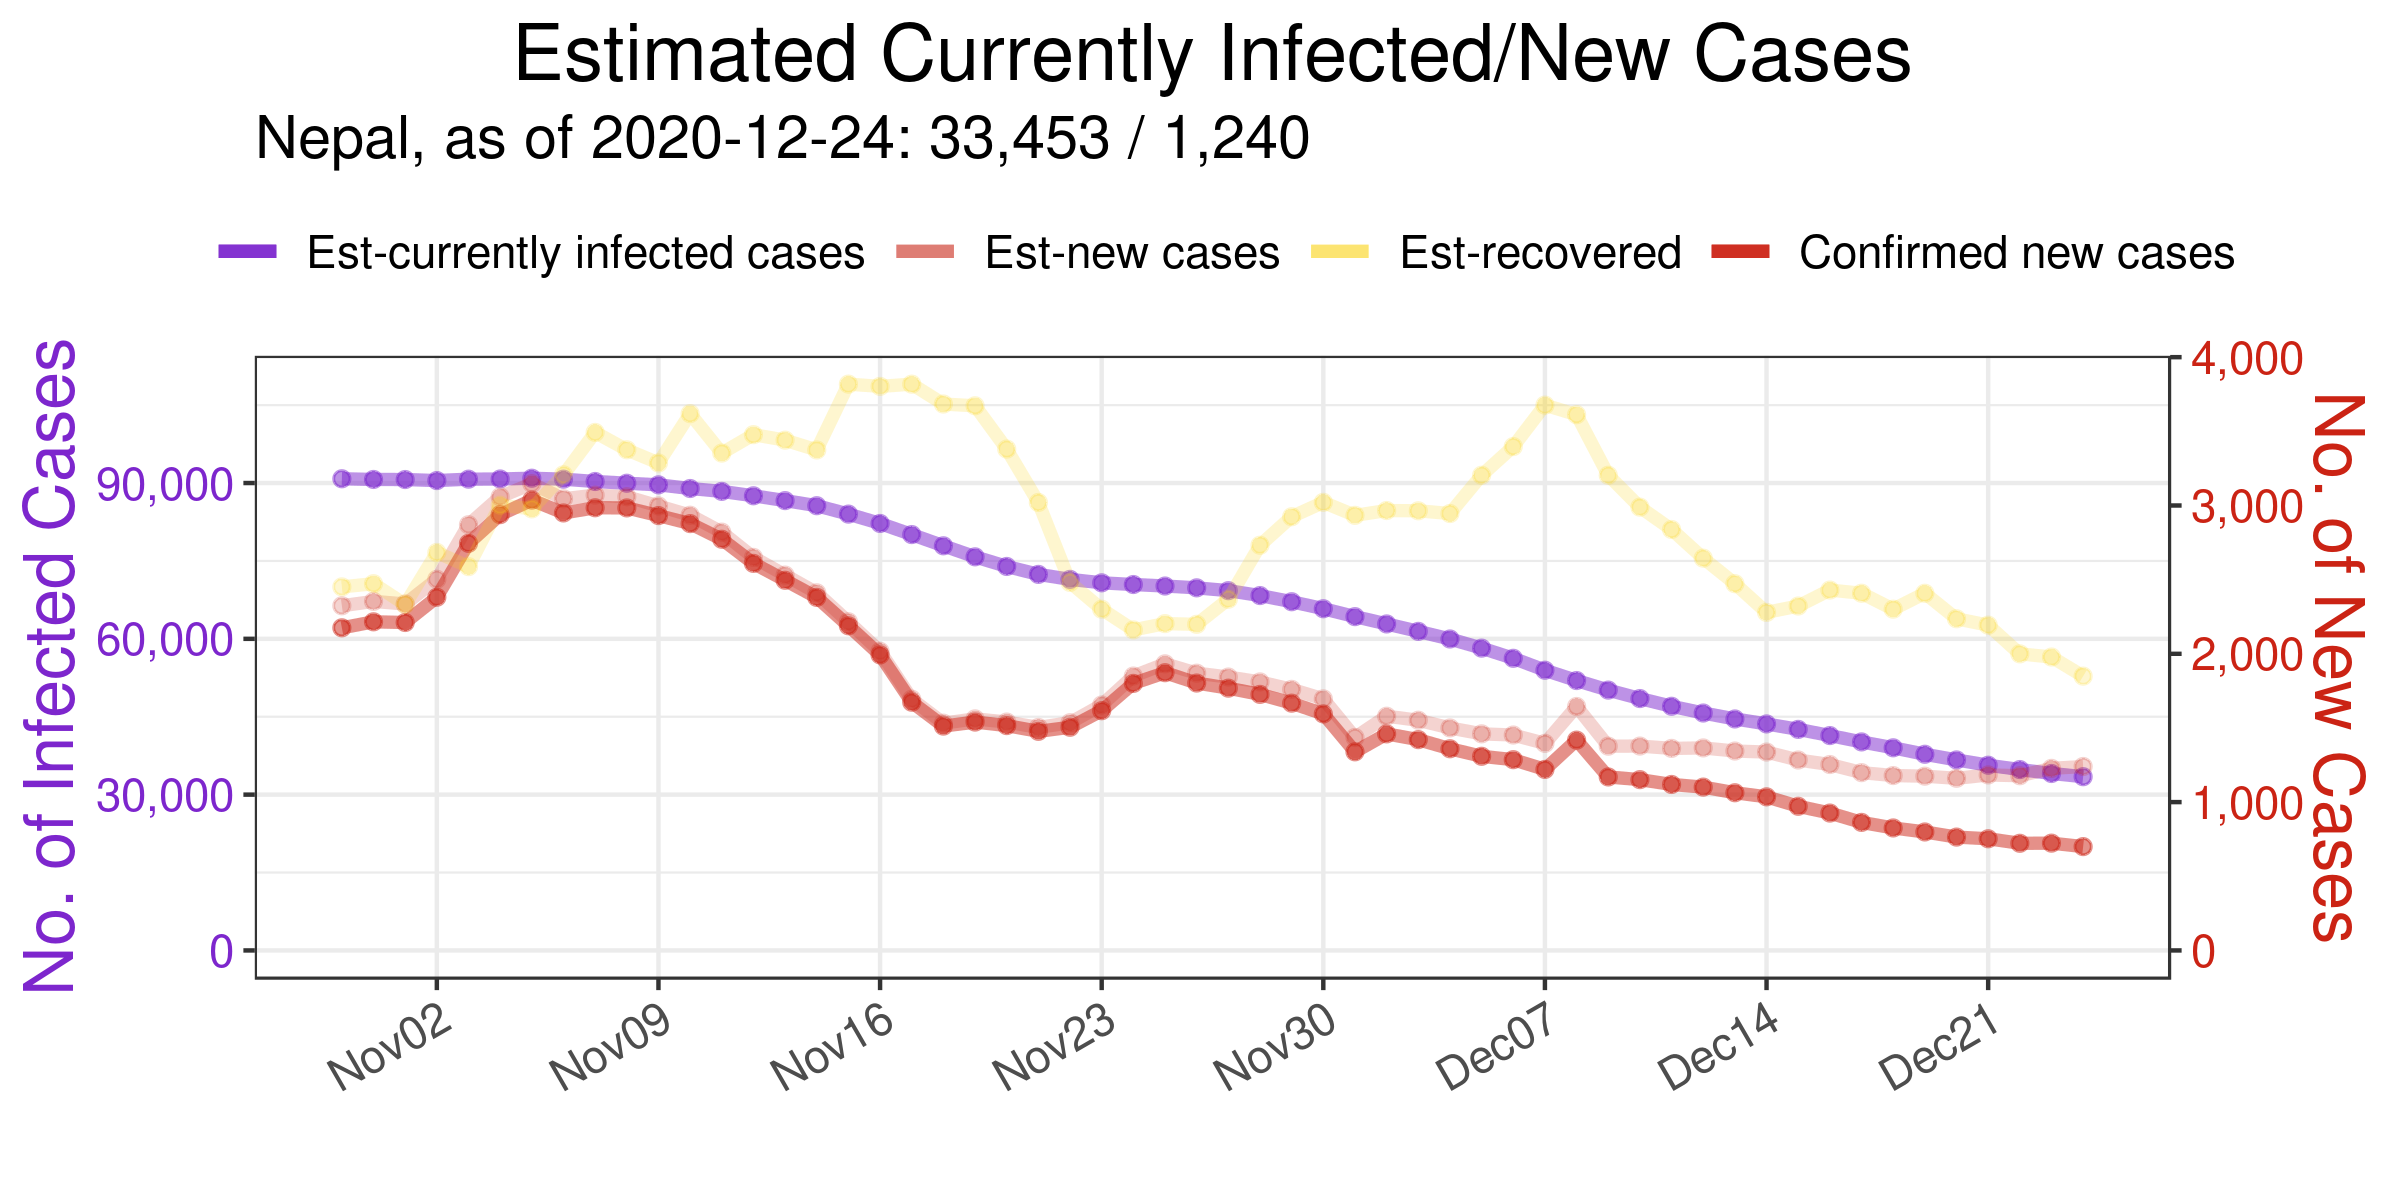 Estimated Currently Infected/New Cases
Nepal, as of 2020-12-24: 33,453 / 1,240
Est-currently infected cases Est-new cases Est-recovered Confirmed new cases
No. of Infected Cases
90,000
60,000
30,000
0
4,000
3,000
2,000
1,000
0
No. of New Cases
Nov02 Nov09 Nov16 Nov23 Nov30 Dec07 Dec14 Dec21